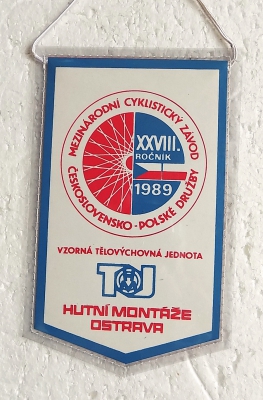 MEZINÁRODNÍ CYKLISTICKÝ ZÁVOD
ČESKOSLOVENSKO - POLSKÉ DRUŽBY
XXVIII.
ROČNÍK
1989
VZORNÁ TĚLOVÝCHOVNÁ JEDNOTA
TJ
HUTNÍ MONTÁŽE
OSTRAVA